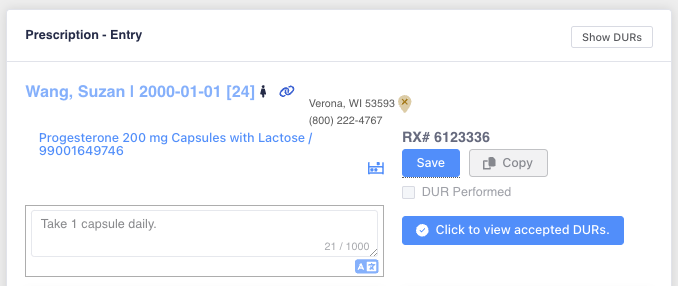 Prescription - Entry
Show DURs
Wang, Suzan | 2000-01-01 [24]
Verona, WI 53593
(800) 222-4767
Progesterone 200 mg Capsules with Lactose /
99001649746
RX# 6123336
Save
Copy
DUR Performed
Take 1 capsule daily.
21 / 1000
Click to view accepted DURs.